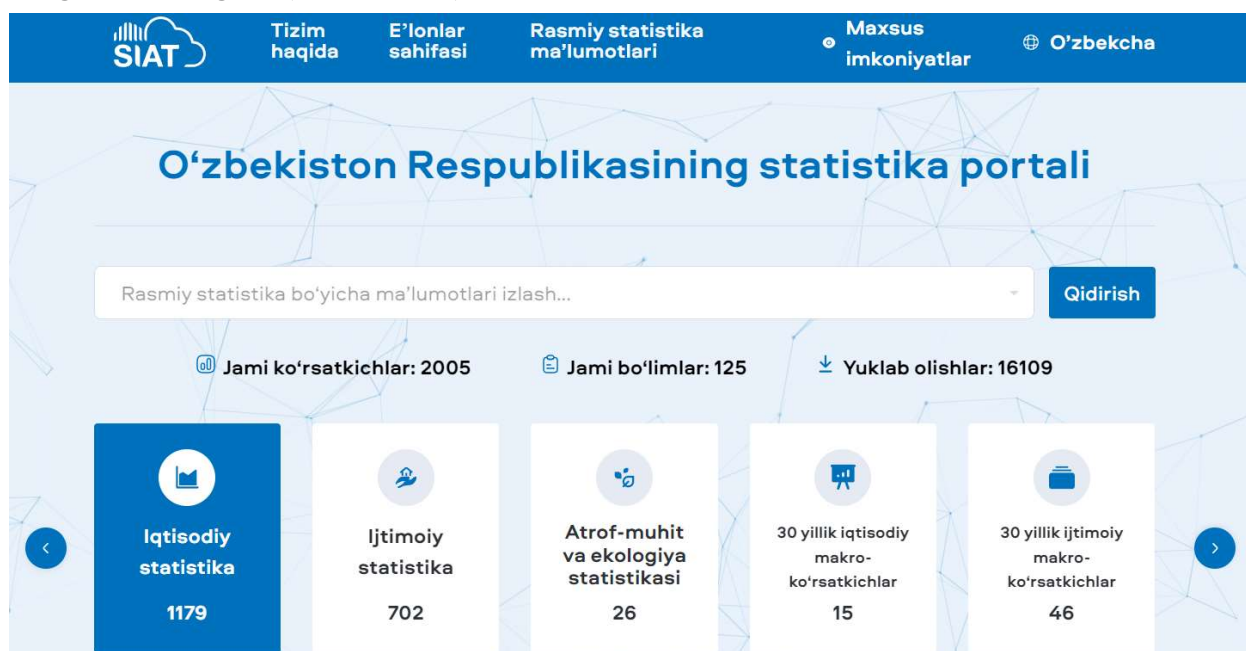 SIAT
Tizim
haqida
E’lonlar
sahifasi
Rasmiy statistika
ma’lumotlari
Maxsus
imkoniyatlar
O’zbekcha
O‘zbekiston Respublikasining statistika portali
Rasmiy statistika bo‘yicha ma’lumotlari izlash...
Qidirish
Jami ko‘rsatkichlar: 2005
Jami bo‘limlar: 125
Yuklab olishlar: 16109
Iqtisodiy
statistika
1179
Ijtimoiy
statistika
702
Atrof-muhit
va ekologiya
statistikasi
26
30 yillik iqtisodiy
makro-
ko‘rsatkichlar
15
30 yillik ijtimoiy
makro-
ko‘rsatkichlar
46